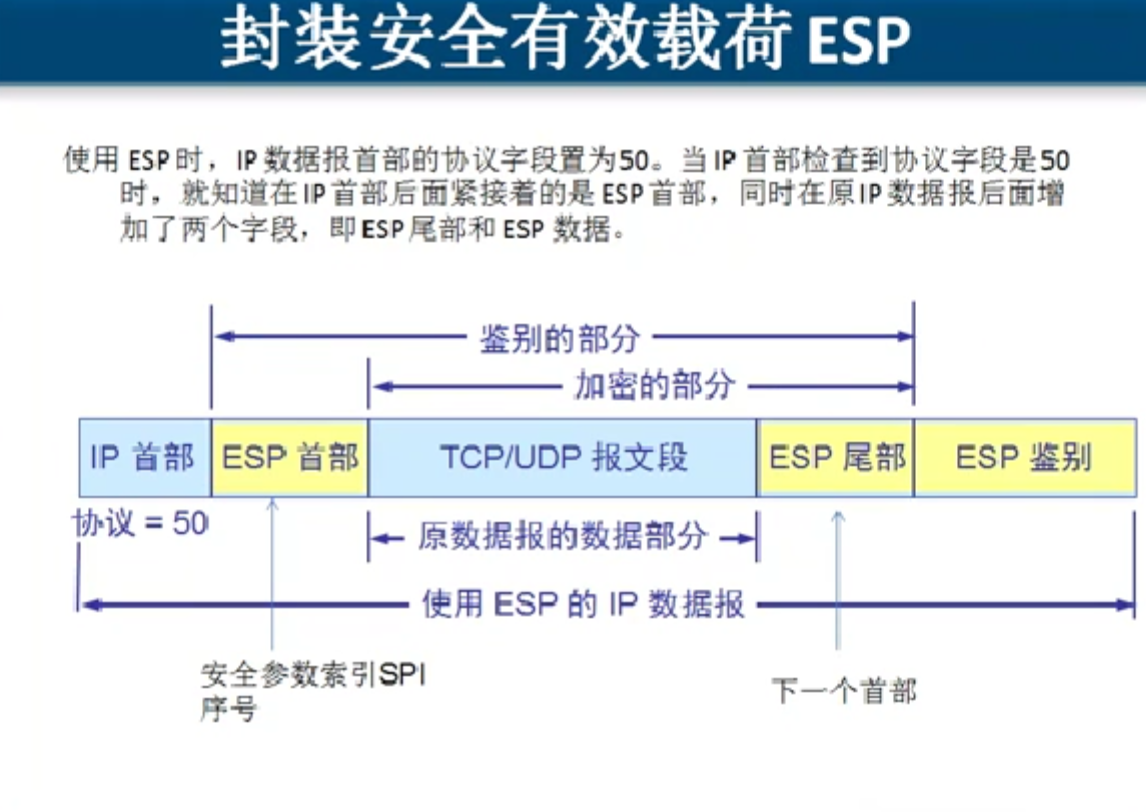 封装安全有效载荷 ESP
使用 ESP 时，IP 数据报首部的协议字段置为50。当 IP 首部检查到协议字段是50
时，就知道在 IP 首部后面紧接着的是 ESP 首部，同时在原 IP 数据报后面增
加了两个字段，即 ESP 尾部和 ESP 数据。
鉴别的部分
加密的部分
IP 首部 ESP 首部 TCP/UDP 报文段 ESP 尾部 ESP 鉴别
协议 = 50
原数据报的数据部分
使用 ESP 的 IP 数据报
安全参数索引SPI
序号
下一个首部